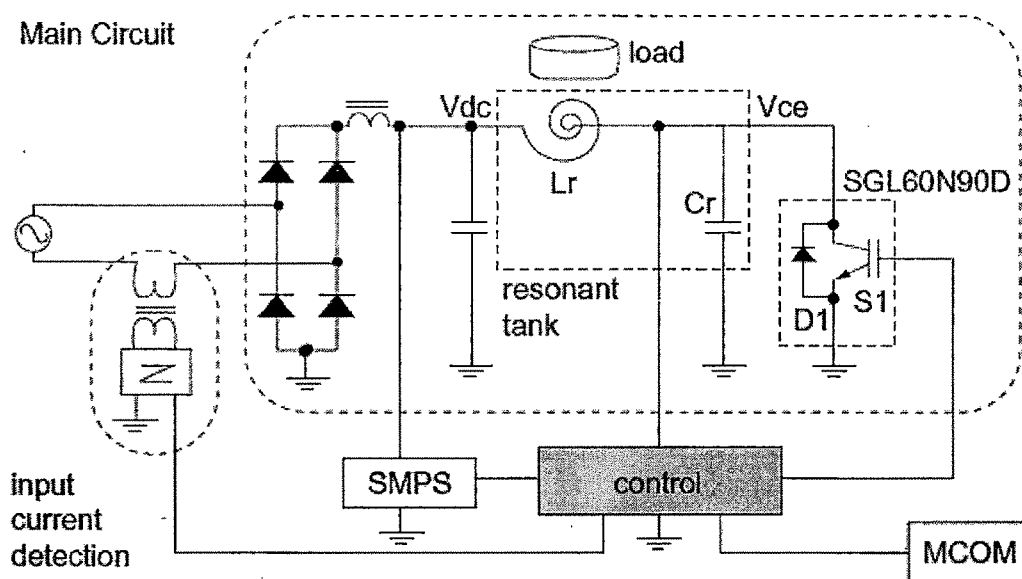 Main Circuit
load
Vdc
Vce
Lr
SGL60N90D
Cr
resonant
tank
D1
S1
N
input
current
detection
SMPS
control
MCOM